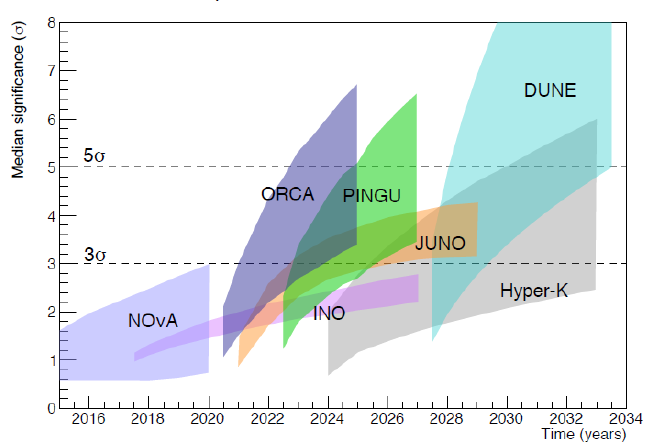 Median significance (σ)
8
7
6
5
4
3
2
1
0
5σ
3σ
DUNE
ORCA
PINGU
JUNO
Hyper-K
NOνA
INO
2016 2018 2020 2022 2024 2026 2028 2030 2032 2034
Time (years)